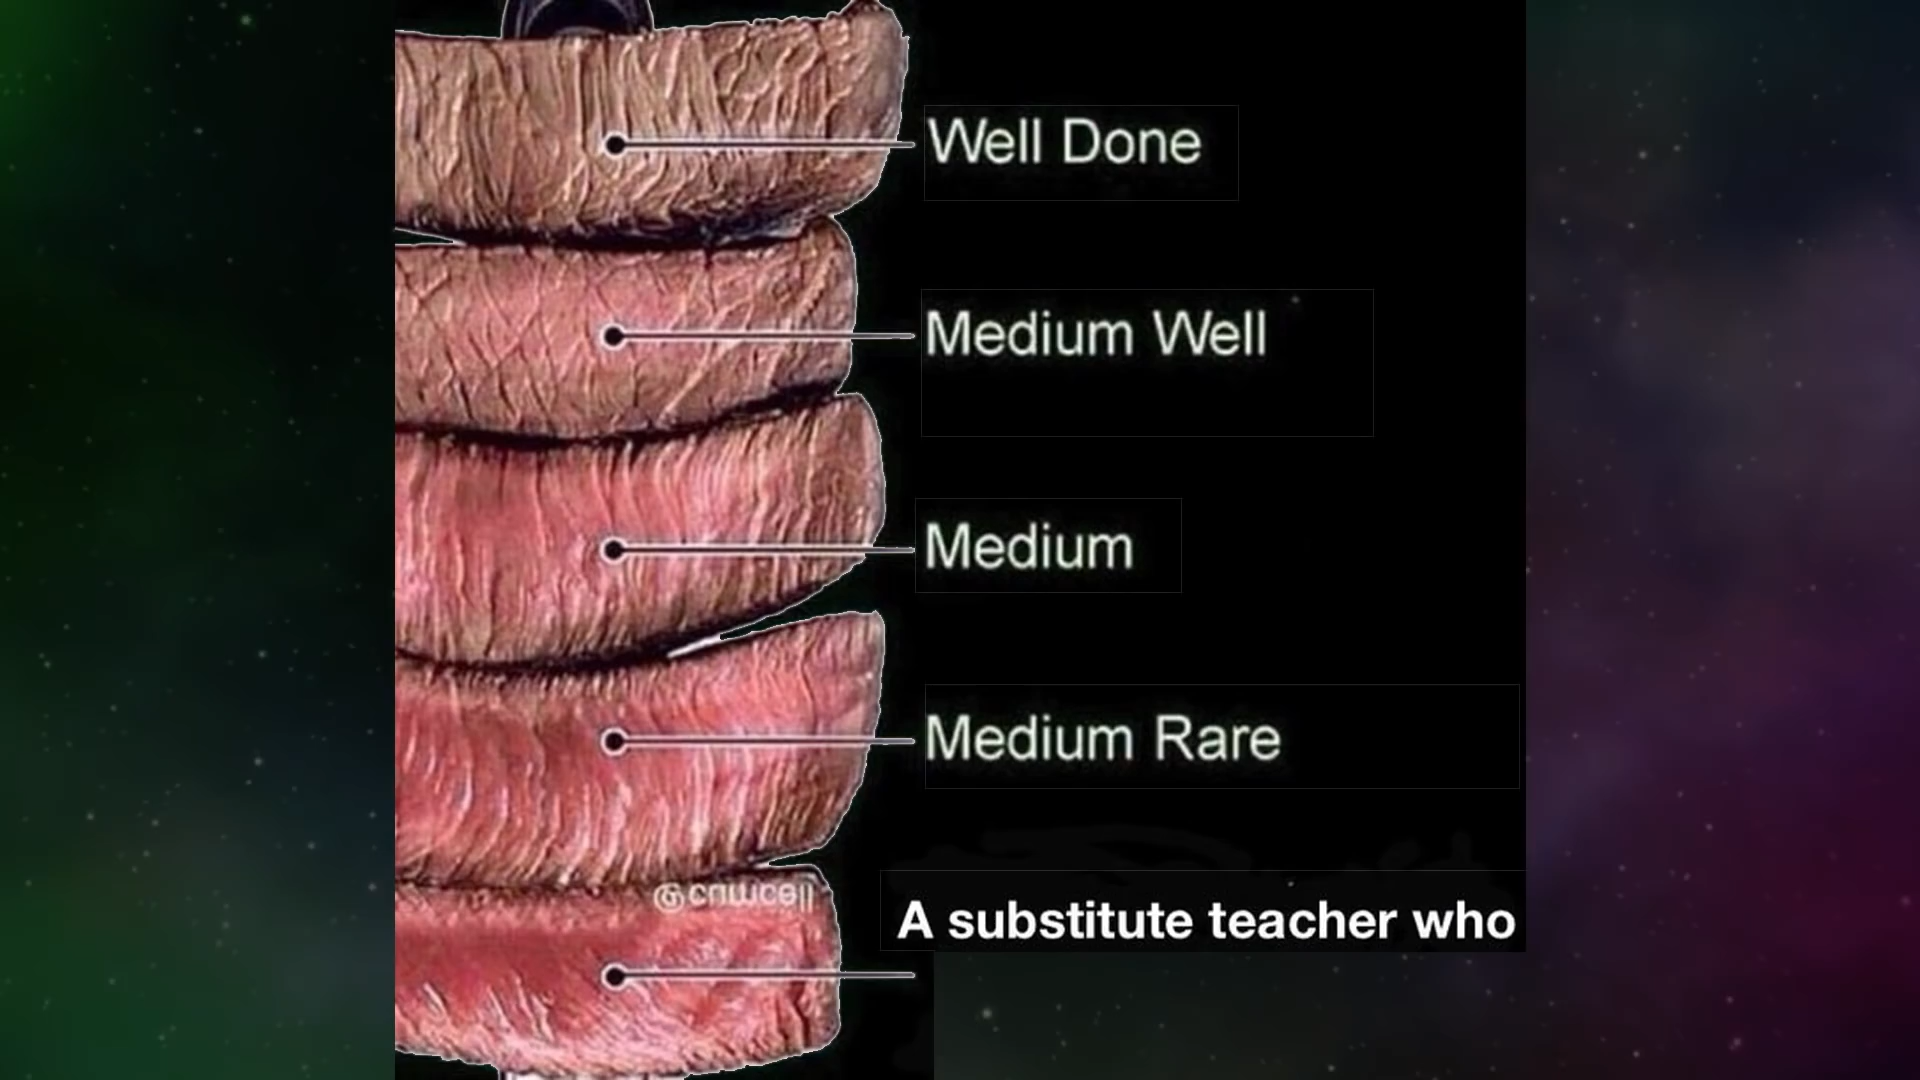 Well Done
Medium Well
Medium
Medium Rare
A substitute teacher who